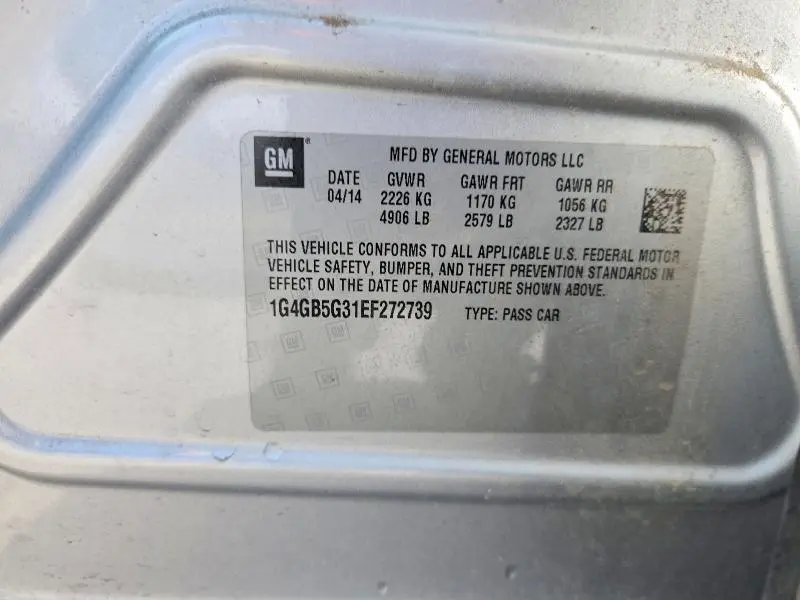 GM
MFD BY GENERAL MOTORS LLC
DATE GVWR GAWR FRT GAWR RR
04/14 2226 KG 1170 KG 1056 KG
4906 LB 2579 LB 2327 LB
THIS VEHICLE CONFORMS TO ALL APPLICABLE U.S. FEDERAL MOTOR
VEHICLE SAFETY, BUMPER, AND THEFT PREVENTION STANDARDS IN
EFFECT ON THE DATE OF MANUFACTURE SHOWN ABOVE.
1G4GB5G31EF272739 TYPE: PASS CAR